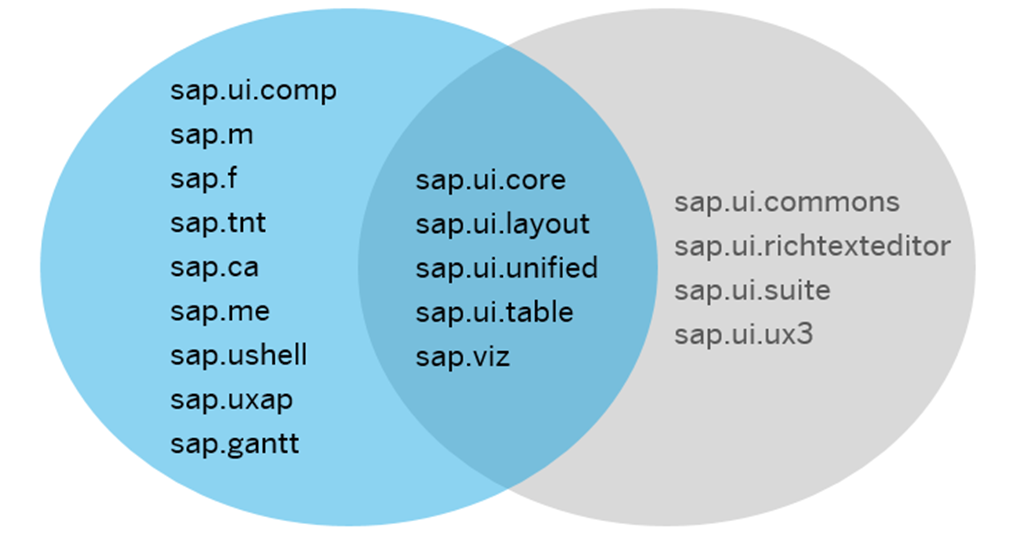 sap.ui.comp
sap.m
sap.f
sap.tnt
sap.ca
sap.me
sap.ushell
sap.uxap
sap.gantt
sap.ui.core
sap.ui.layout
sap.ui.unified
sap.ui.table
sap.viz
sap.ui.commons
sap.ui.richtexteditor
sap.ui.suite
sap.ui.ux3